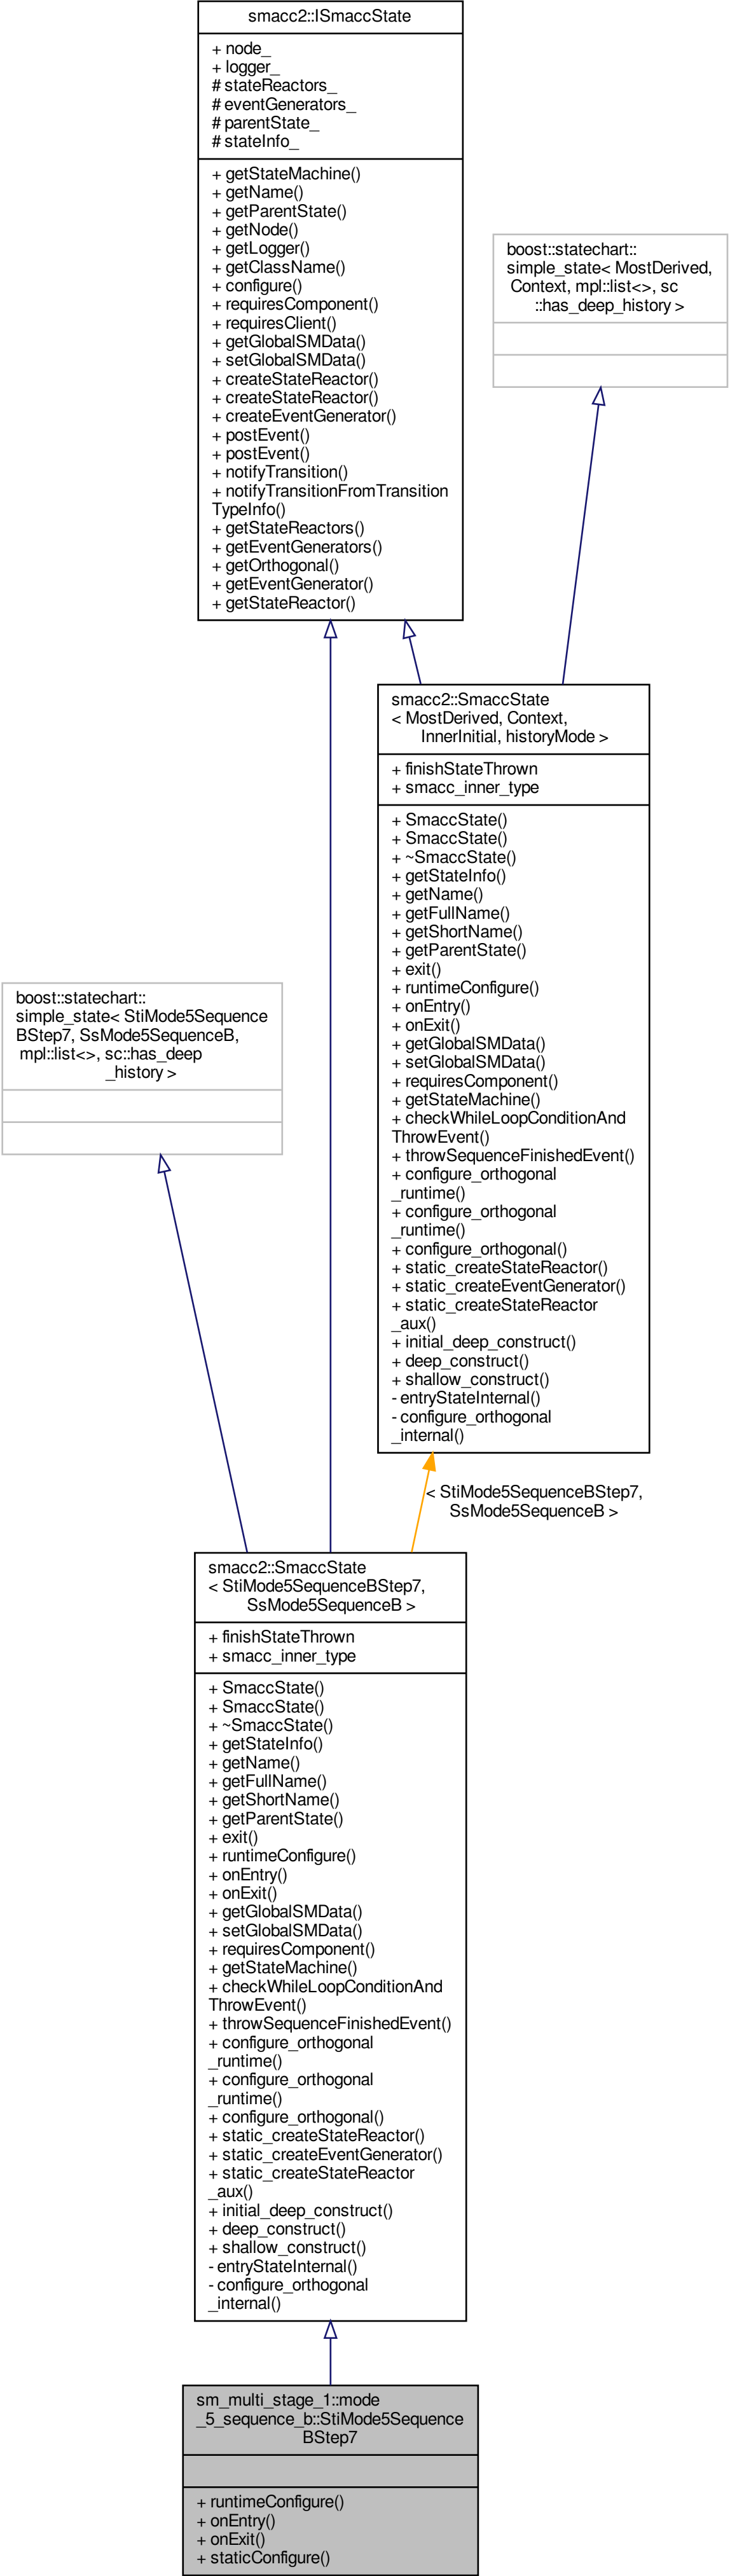 smacc2::ISmaccState
+ node_
+ logger_
# stateReactors_
# eventGenerators_
# parentState_
# stateInfo_
+ getStateMachine()
+ getName()
+ getParentState()
+ getNode()
+ getLogger()
+ getClassName()
+ configure()
+ requiresComponent()
+ requiresClient()
+ getGlobalSMData()
+ setGlobalSMData()
+ createStateReactor()
+ createStateReactor()
+ createEventGenerator()
+ postEvent()
+ postEvent()
+ notifyTransition()
+ notifyTransitionFromTransition
TypeInfo()
+ getStateReactors()
+ getEventGenerators()
+ getOrthogonal()
+ getEventGenerator()
+ getStateReactor()
boost::statechart::
simple_state< MostDerived,
Context, mpl::list<>, sc
::has_deep_history >
smacc2::SmaccState
< MostDerived, Context,
InnerInitial, historyMode >
+ finishStateThrown
+ smacc_inner_type
+ SmaccState()
+ SmaccState()
+ ~SmaccState()
+ getStateInfo()
+ getName()
+ getFullName()
+ getShortName()
+ getParentState()
+ exit()
+ runtimeConfigure()
+ onEntry()
+ onExit()
+ getGlobalSMData()
+ setGlobalSMData()
+ requiresComponent()
+ getStateMachine()
+ checkWhileLoopConditionAnd
ThrowEvent()
+ throwSequenceFinishedEvent()
+ configure_orthogonal
_runtime()
+ configure_orthogonal
_runtime()
+ configure_orthogonal()
+ static_createStateReactor()
+ static_createEventGenerator()
+ static_createStateReactor
_aux()
+ initial_deep_construct()
+ deep_construct()
+ shallow_construct()
- entryStateInternal()
- configure_orthogonal
_internal()
boost::statechart::
simple_state< StiMode5Sequence
BStep7, SsMode5SequenceB,
mpl::list<>, sc::has_deep
_history >
< StiMode5SequenceBStep7,
SsMode5SequenceB >
smacc2::SmaccState
< StiMode5SequenceBStep7,
SsMode5SequenceB >
+ finishStateThrown
+ smacc_inner_type
+ SmaccState()
+ SmaccState()
+ ~SmaccState()
+ getStateInfo()
+ getName()
+ getFullName()
+ getShortName()
+ getParentState()
+ exit()
+ runtimeConfigure()
+ onEntry()
+ onExit()
+ getGlobalSMData()
+ setGlobalSMData()
+ requiresComponent()
+ getStateMachine()
+ checkWhileLoopConditionAnd
ThrowEvent()
+ throwSequenceFinishedEvent()
+ configure_orthogonal
_runtime()
+ configure_orthogonal
_runtime()
+ configure_orthogonal()
+ static_createStateReactor()
+ static_createEventGenerator()
+ static_createStateReactor
_aux()
+ initial_deep_construct()
+ deep_construct()
+ shallow_construct()
- entryStateInternal()
- configure_orthogonal
_internal()
sm_multi_stage_1::mode
_5_sequence_b::StiMode5Sequence
BStep7
+ runtimeConfigure()
+ onEntry()
+ onExit()
+ staticConfigure()